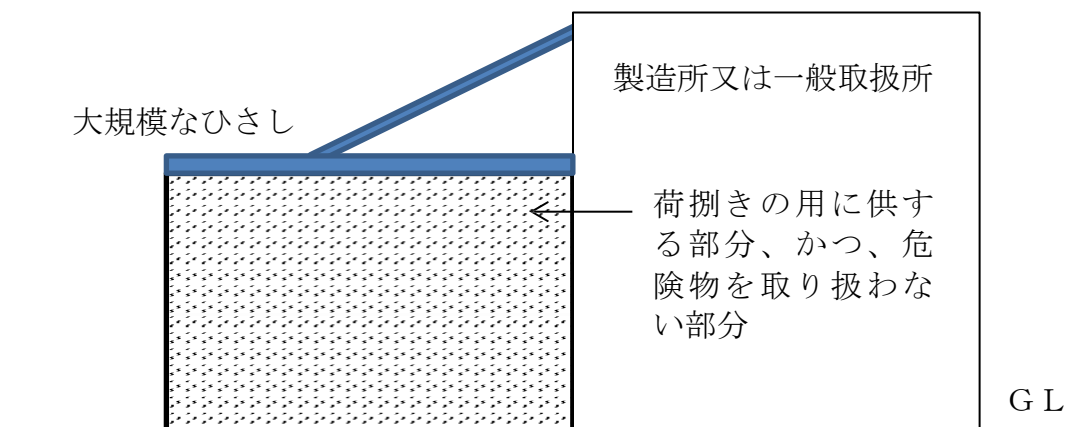 製造所又は一般取扱所
大規模なひさし
荷捌きの用に供す
る部分、かつ、危
険物を取り扱わな
い部分
ＧＬ